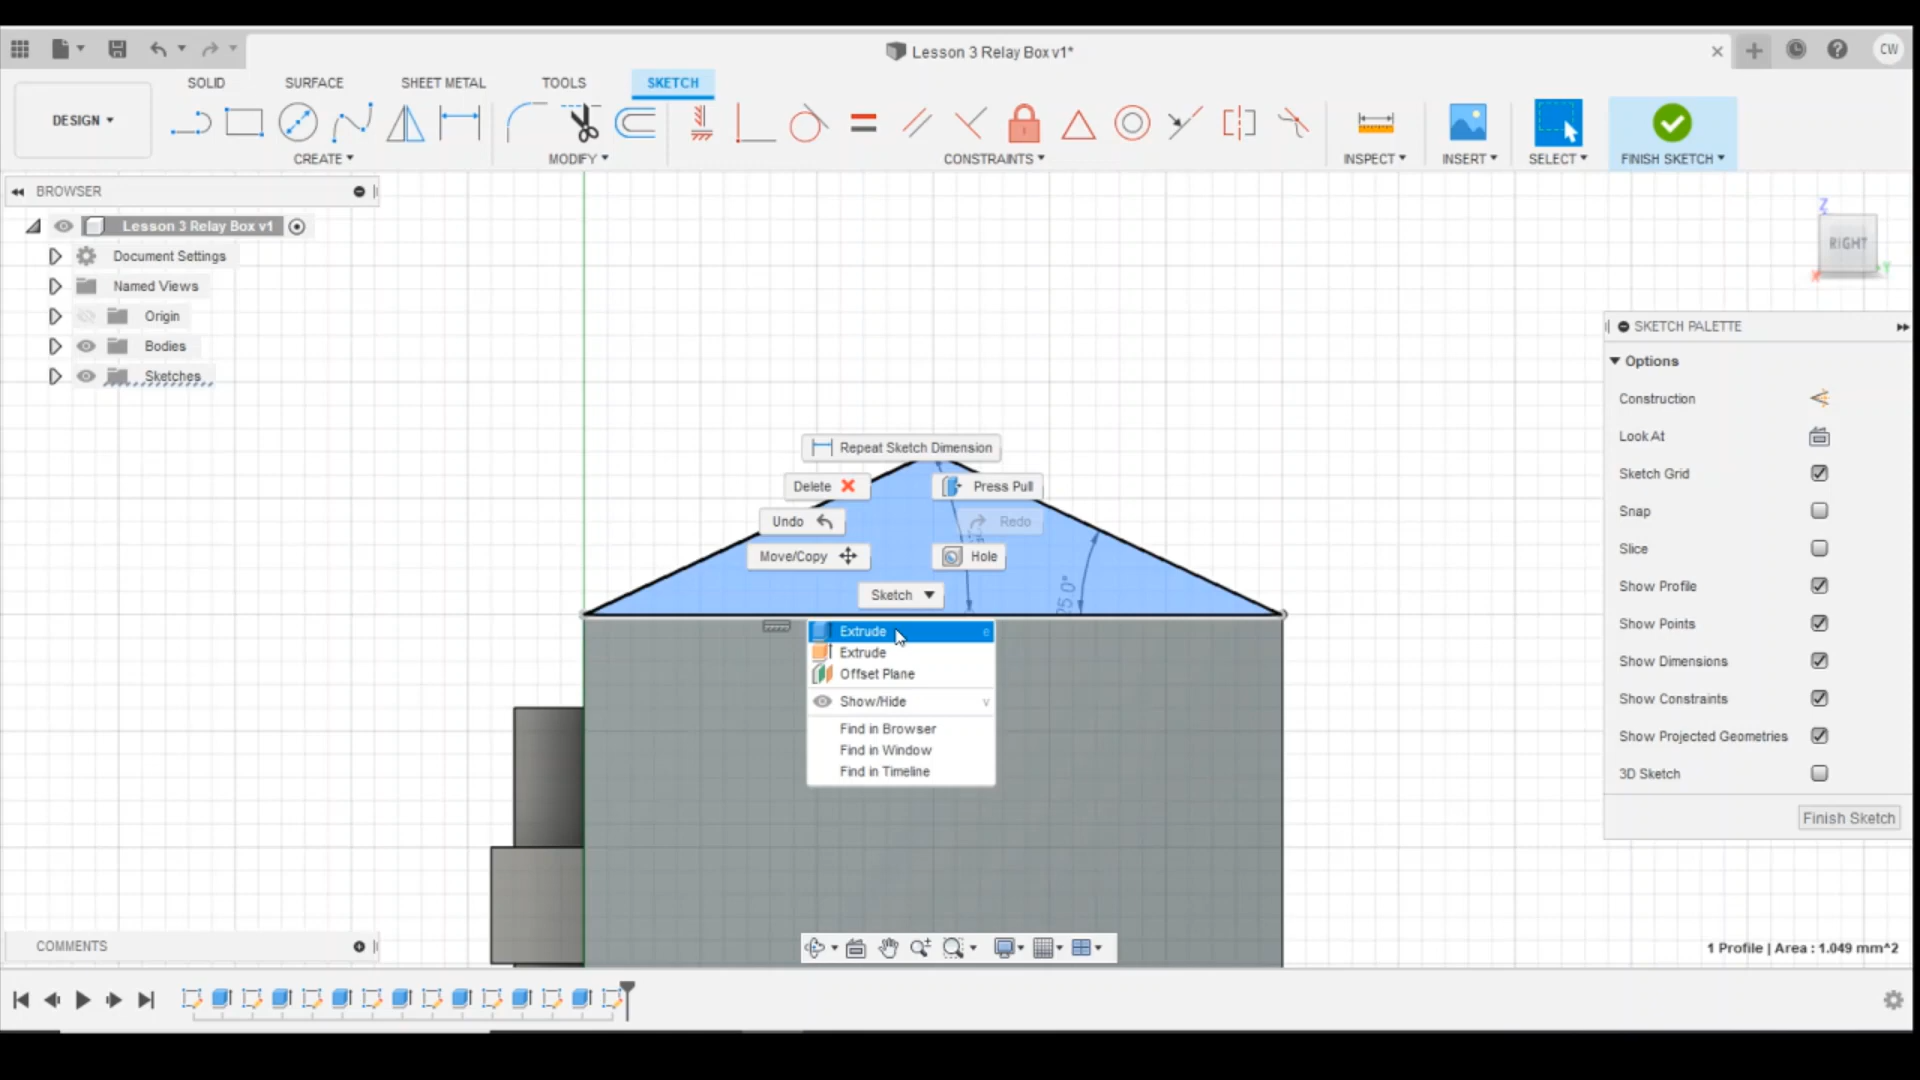 Lesson 3 Relay Box v1*
CW
DESIGN
SOLID
SURFACE
SHEET METAL
TOOLS
SKETCH
CREATE
MODIFY
CONSTRAINTS
INSPECT
INSERT
SELECT
FINISH SKETCH
BROWSER
Lesson 3 Relay Box v1
Document Settings
Named Views
Origin
Bodies
Sketches
Z
RIGHT
X
Y
SKETCH PALETTE
Options
Construction
Look At
Sketch Grid
Snap
Slice
Show Profile
Show Points
Show Dimensions
Show Constraints
Show Projected Geometries
3D Sketch
Finish Sketch
Repeat Sketch Dimension
Delete
Press Pull
Undo
Redo
Move/Copy
Hole
Sketch
25.0°
Extrude e
Extrude
Offset Plane
Show/Hide v
Find in Browser
Find in Window
Find in Timeline
COMMENTS
1 Profile | Area : 1.049 mm^2